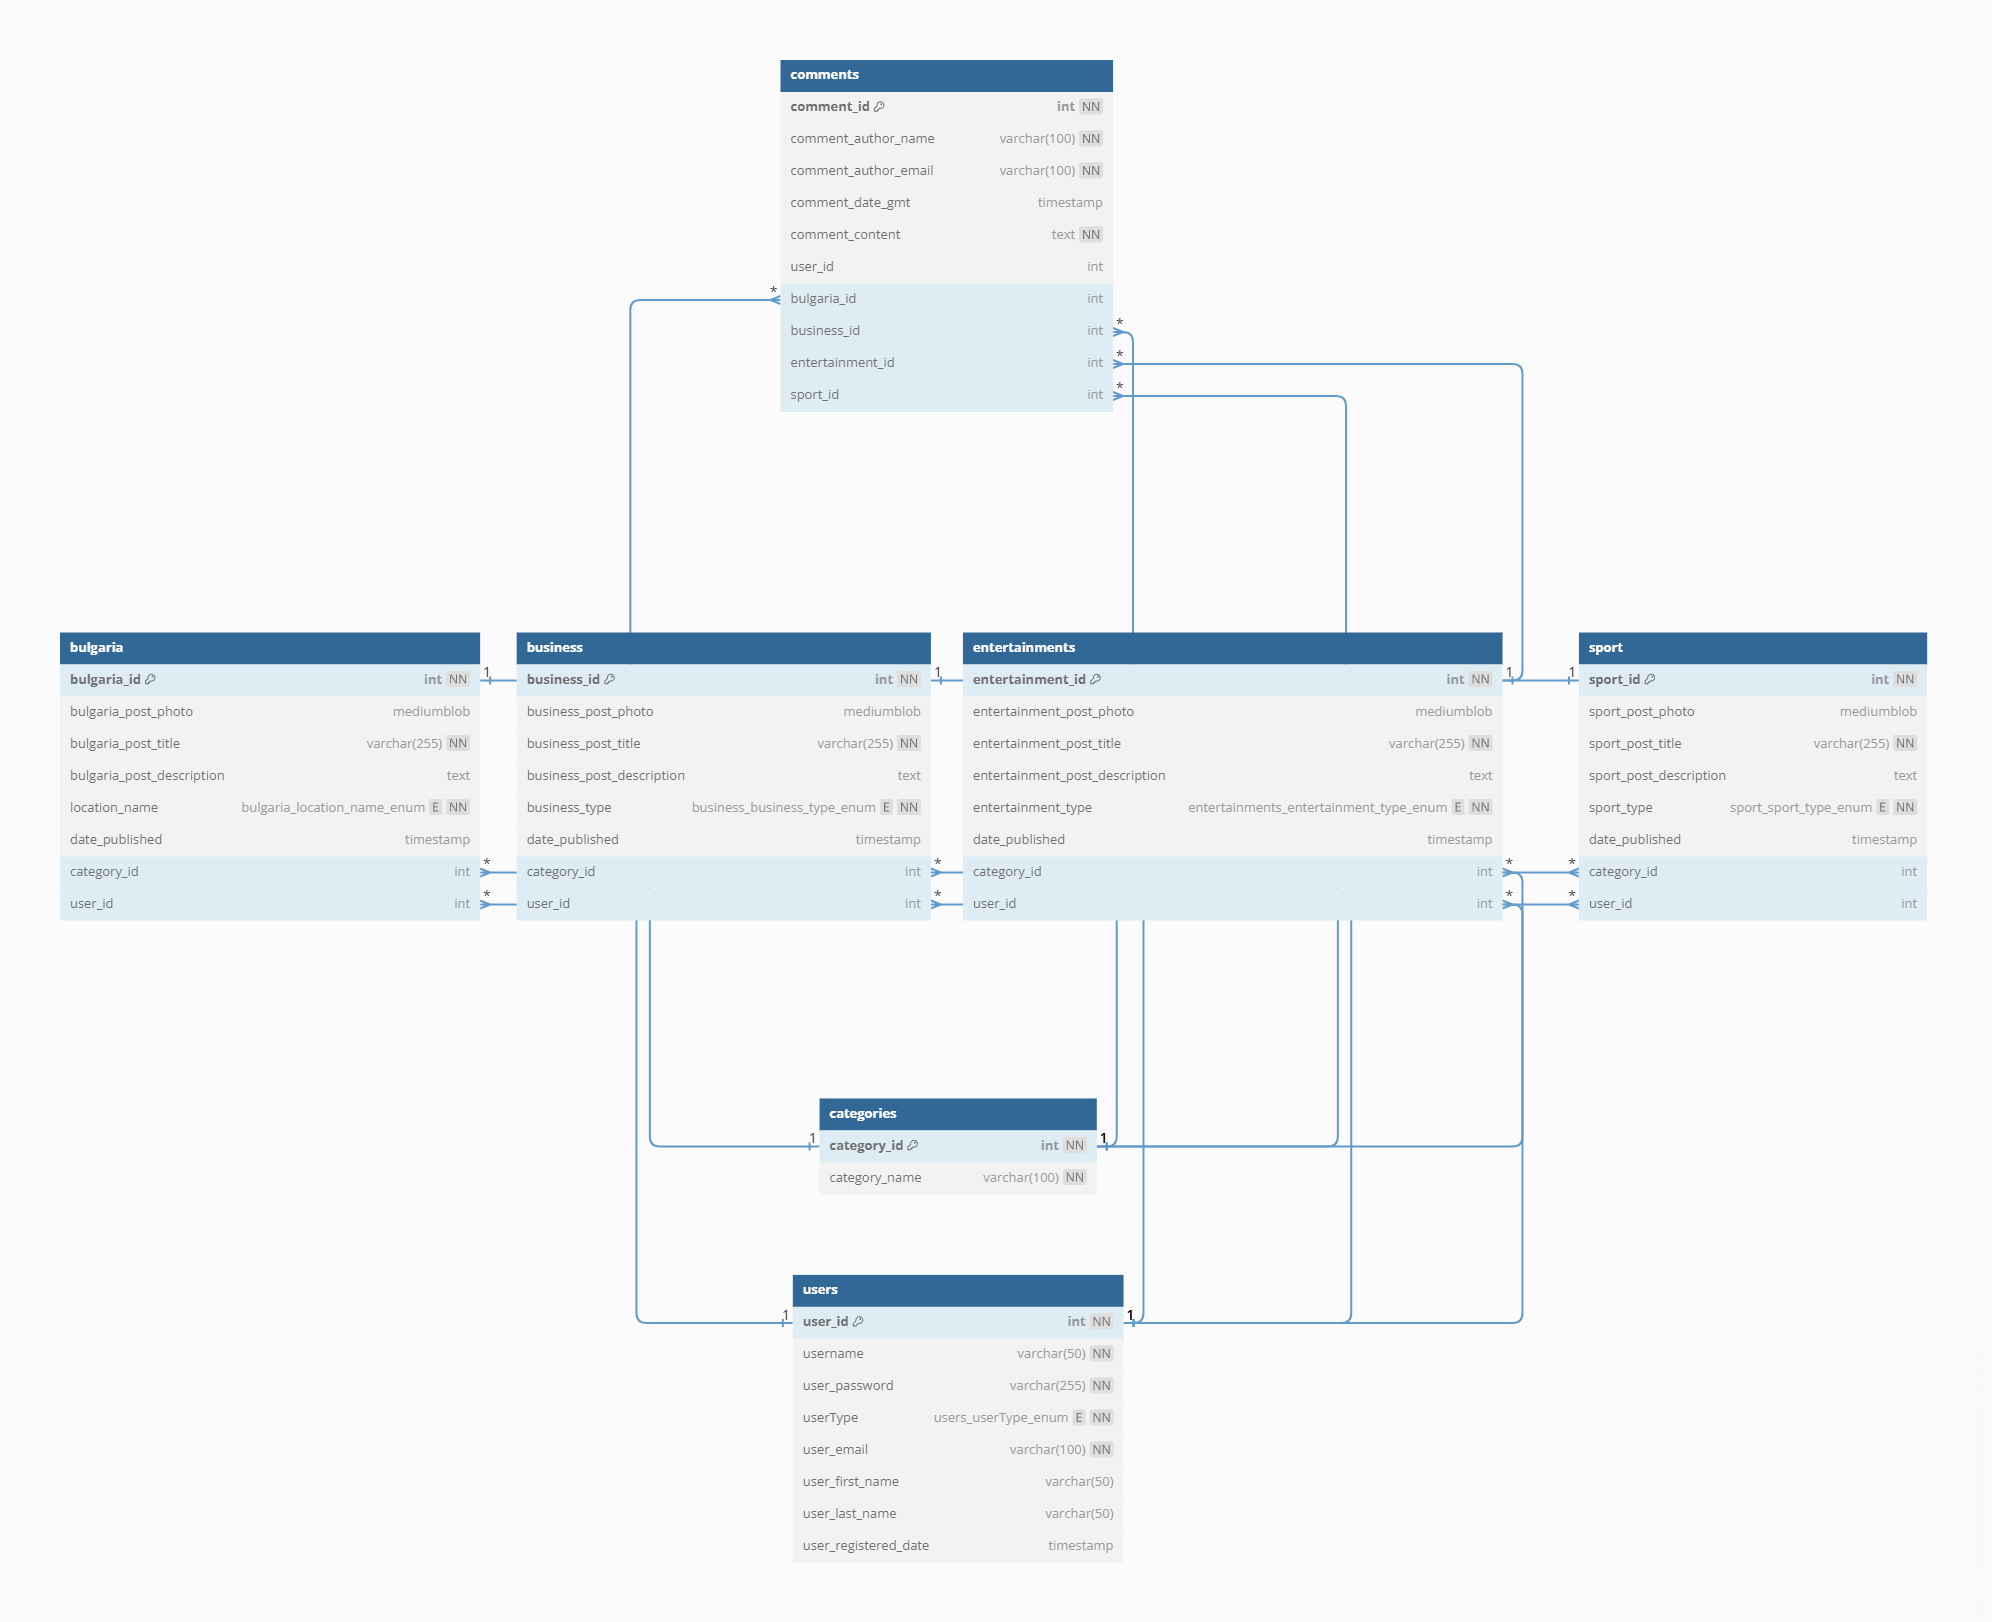 comments
comment_id int NN
comment_author_name varchar(100) NN
comment_author_email varchar(100) NN
comment_date_gmt timestamp
comment_content text NN
user_id int
* bulgaria_id int
business_id int *
entertainment_id int *
sport_id int *
bulgaria
bulgaria_id int NN 1
bulgaria_post_photo mediumblob
bulgaria_post_title varchar(255) NN
bulgaria_post_description text
location_name bulgaria_location_name_enum E NN
date_published timestamp
category_id int *
user_id int *
business
business_id int NN 1
business_post_photo mediumblob
business_post_title varchar(255) NN
business_post_description text
business_type business_business_type_enum E NN
date_published timestamp
category_id int *
user_id int *
entertainments
entertainment_id int NN 1
entertainment_post_photo mediumblob
entertainment_post_title varchar(255) NN
entertainment_post_description text
entertainment_type entertainments_entertainment_type_enum E NN
date_published timestamp
category_id int *
user_id int *
sport
1 sport_id int NN
sport_post_photo mediumblob
sport_post_title varchar(255) NN
sport_post_description text
sport_type sport_sport_type_enum E NN
date_published timestamp
* category_id int
* user_id int
categories
1 category_id int NN 1
category_name varchar(100) NN
users
1 user_id int NN 1
username varchar(50) NN
user_password varchar(255) NN
userType users_userType_enum E NN
user_email varchar(100) NN
user_first_name varchar(50)
user_last_name varchar(50)
user_registered_date timestamp